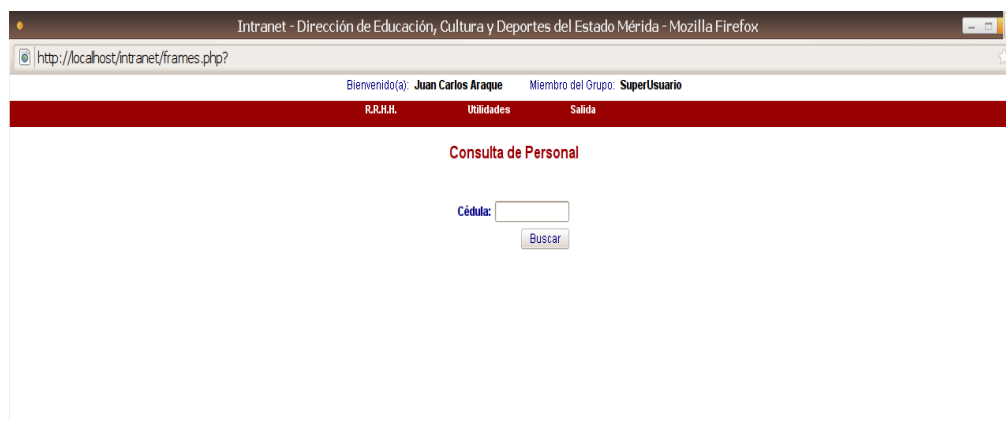 Intranet - Dirección de Educación, Cultura y Deportes del Estado Mérida - Mozilla Firefox
http://localhost/intranet/frames.php?
Bienvenido(a): Juan Carlos Araque Miembro del Grupo: SuperUsuario
R.R.H.H. Utilidades Salida
Consulta de Personal
Cédula:
Buscar